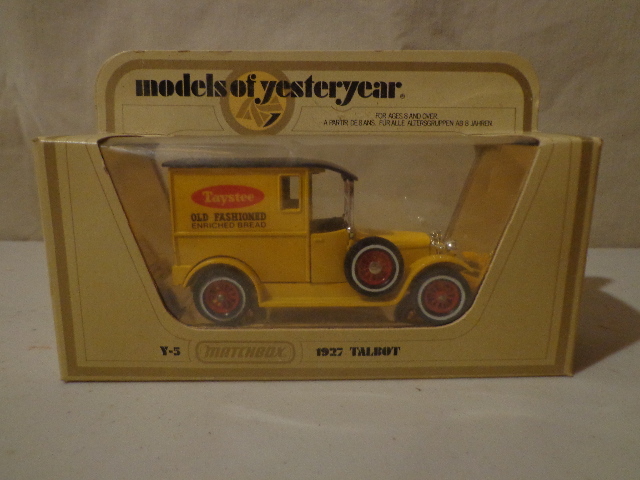 models of yesteryear®
FOR AGES 8 AND OVER
A PARTIR DE 8 ANS. FÜR ALLE ALTERSGRUPPEN AB 8 JAHREN.
Taystee
OLD FASHIONED
ENRICHED BREAD
Y-5 MATCHBOX 1927 TALBOT